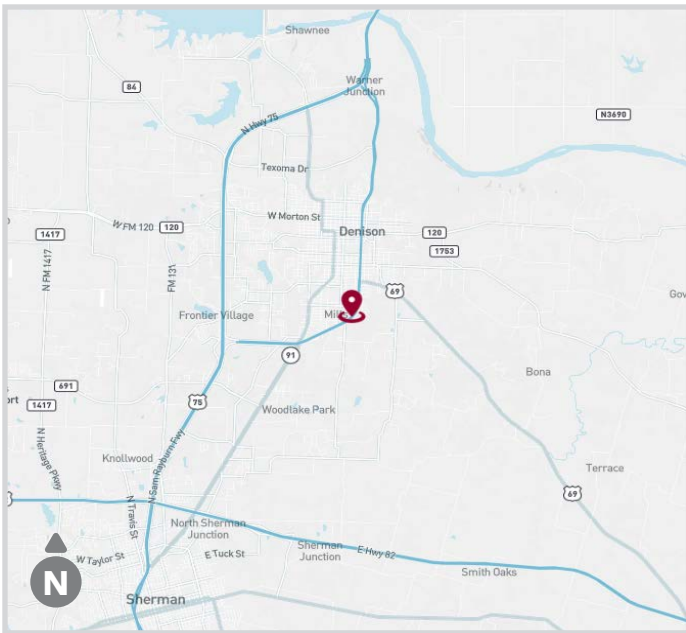 Shawnee
84
Warner
Junction
N3690
N Hwy 75
Texoma Dr
W Morton St
W FM 120
120
Denison
120
1417
1753
N FM 1417
FM 131
69
Frontier Village
91
Bona
691
1417
75
Woodlake Park
N Heritage Pkwy
Knollwood
N Sam Rayburn Fwy
Terrace
69
N Travis St
North Sherman
Junction
W Taylor St
E Tuck St
Sherman
Junction
E Hwy 82
Smith Oaks
N
Sherman